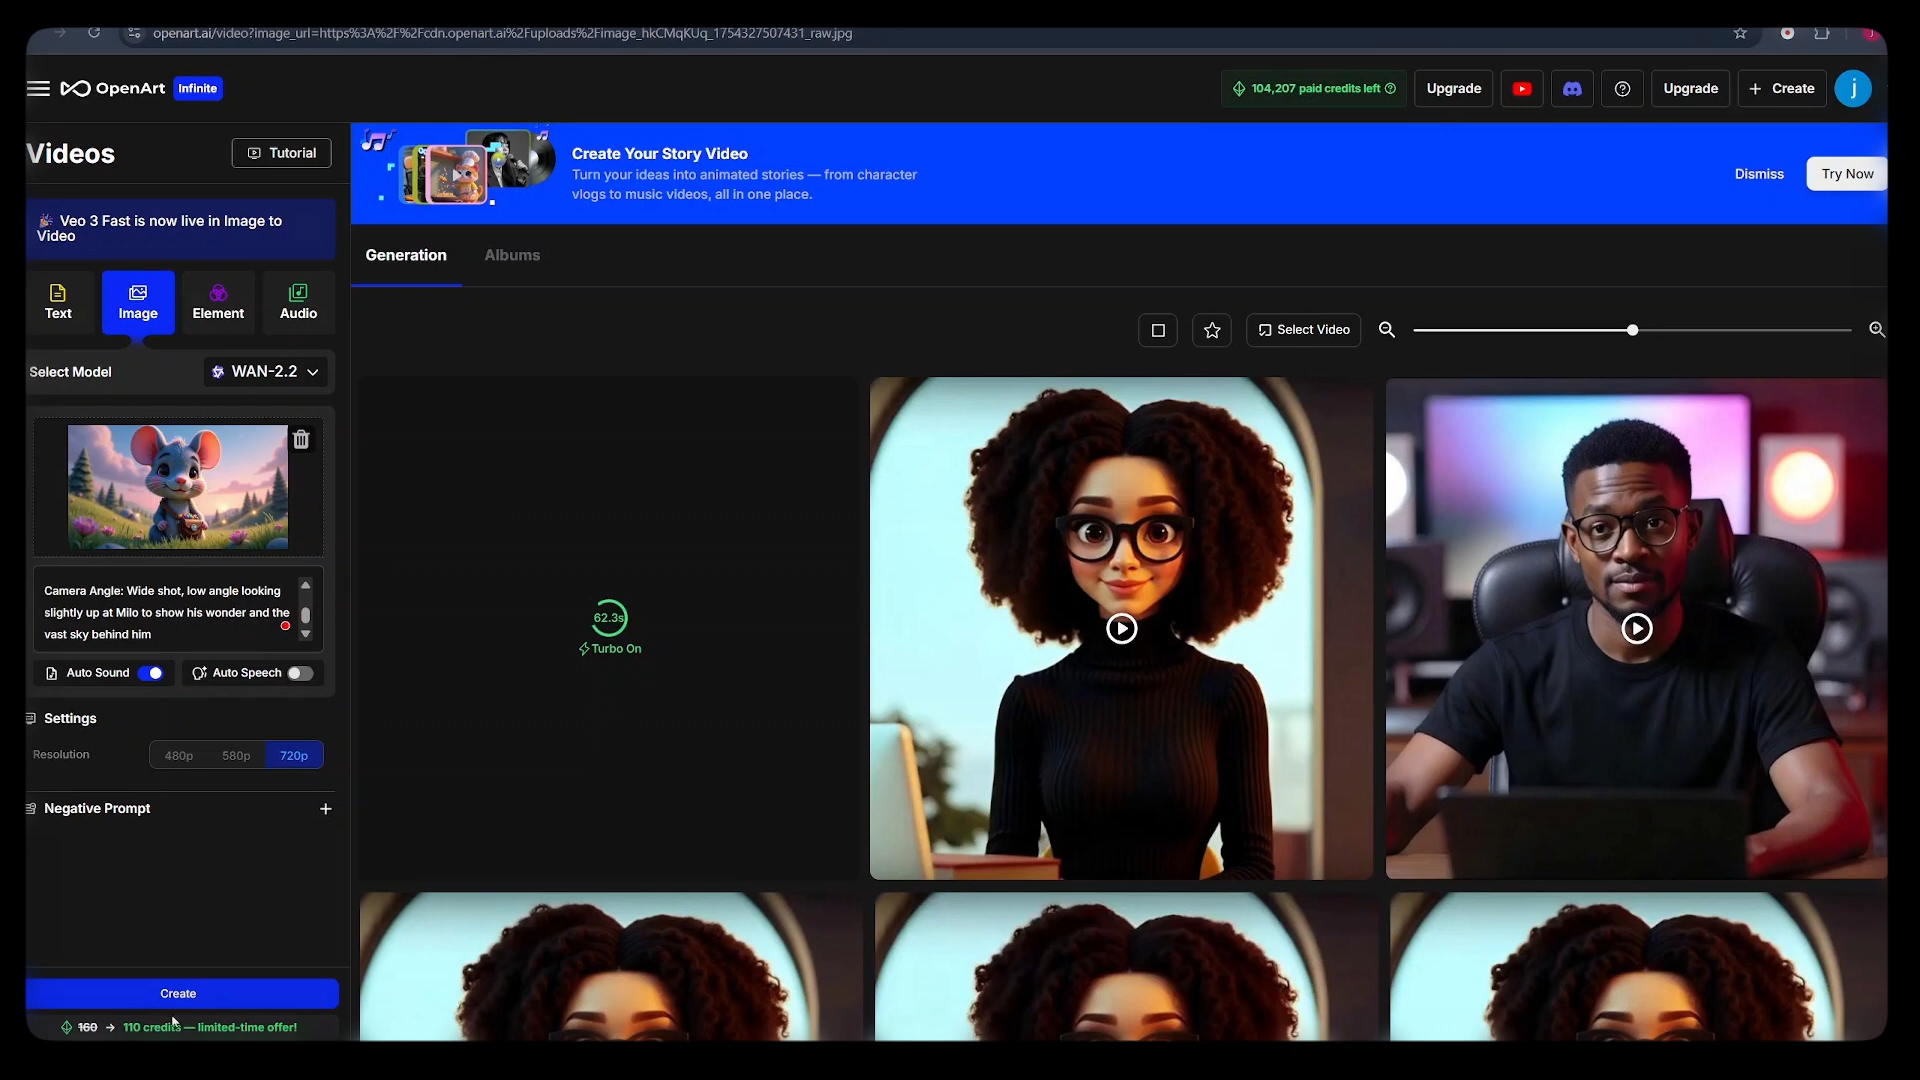 openart.ai/video?image_url=https%3A%2F%2Fcdn.openart.ai%2Fuploads%2Fimage_hkCMqKUq_1754327507431_raw.jpg
OpenArt Infinite
104,207 paid credits left
Upgrade
Upgrade
+ Create
j
Videos
Tutorial
Create Your Story Video
Turn your ideas into animated stories — from character
vlogs to music videos, all in one place.
Dismiss
Try Now
Veo 3 Fast is now live in Image to
Video
Generation
Albums
Text
Image
Element
Audio
Select Video
Select Model
WAN-2.2
Camera Angle: Wide shot, low angle looking
slightly up at Milo to show his wonder and the
vast sky behind him
62.3s
Turbo On
Auto Sound
Auto Speech
Settings
Resolution
480p
580p
720p
Negative Prompt
+
Create
160 → 110 credits — limited-time offer!